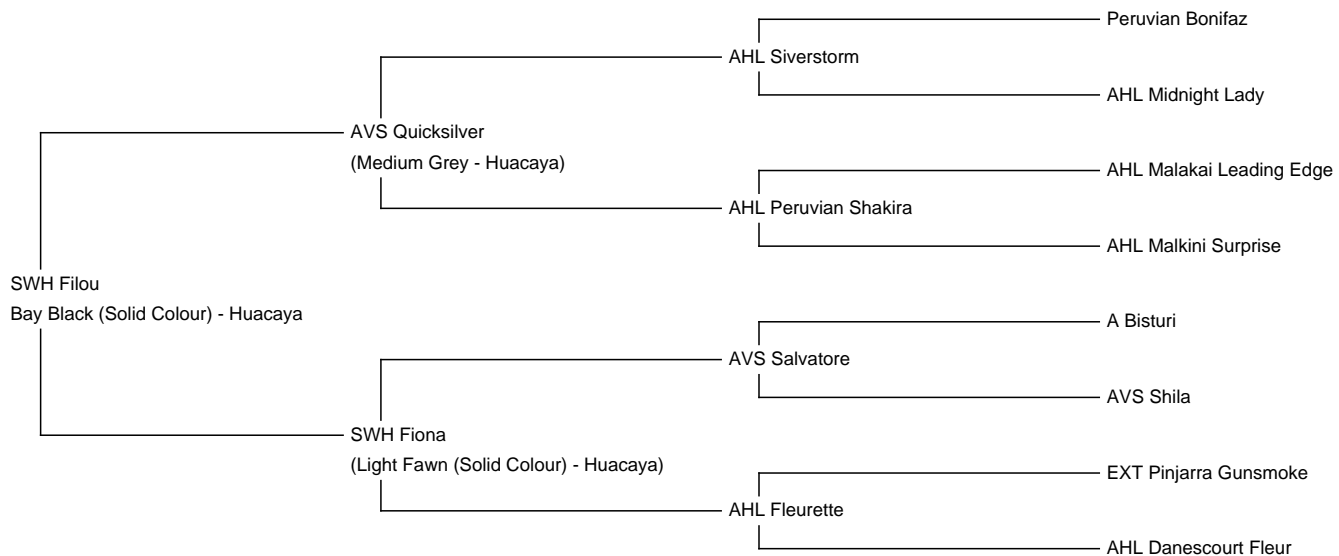 Peruvian Bonifaz
AHL Siverstorm
AHL Midnight Lady
AVS Quicksilver
(Medium Grey - Huacaya)
AHL Malakai Leading Edge
AHL Peruvian Shakira
AHL Malkini Surprise
SWH Filou
Bay Black (Solid Colour) - Huacaya
A Bisturi
AVS Salvatore
AVS Shila
SWH Fiona
(Light Fawn (Solid Colour) - Huacaya)
EXT Pinjarra Gunsmoke
AHL Fleurette
AHL Danescourt Fleur